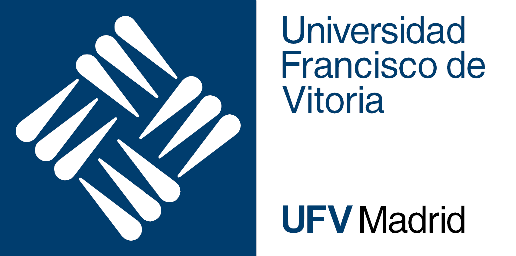 Universidad
Francisco de
Vitoria
UFV Madrid